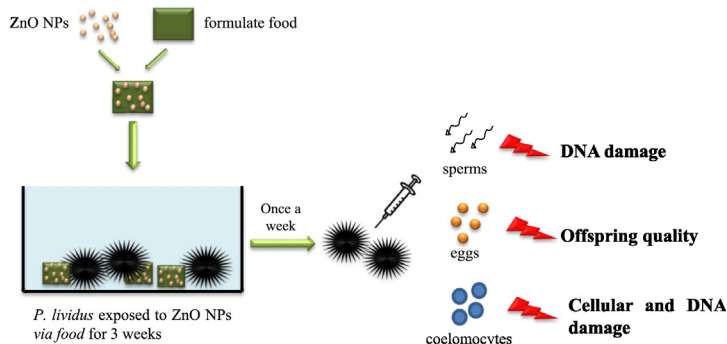 ZnO NPs
formulate food
sperms
DNA damage
Once a
week
eggs
Offspring quality
P. lividus exposed to ZnO NPs
via food for 3 weeks
coelomocytes
Cellular and DNA
damage